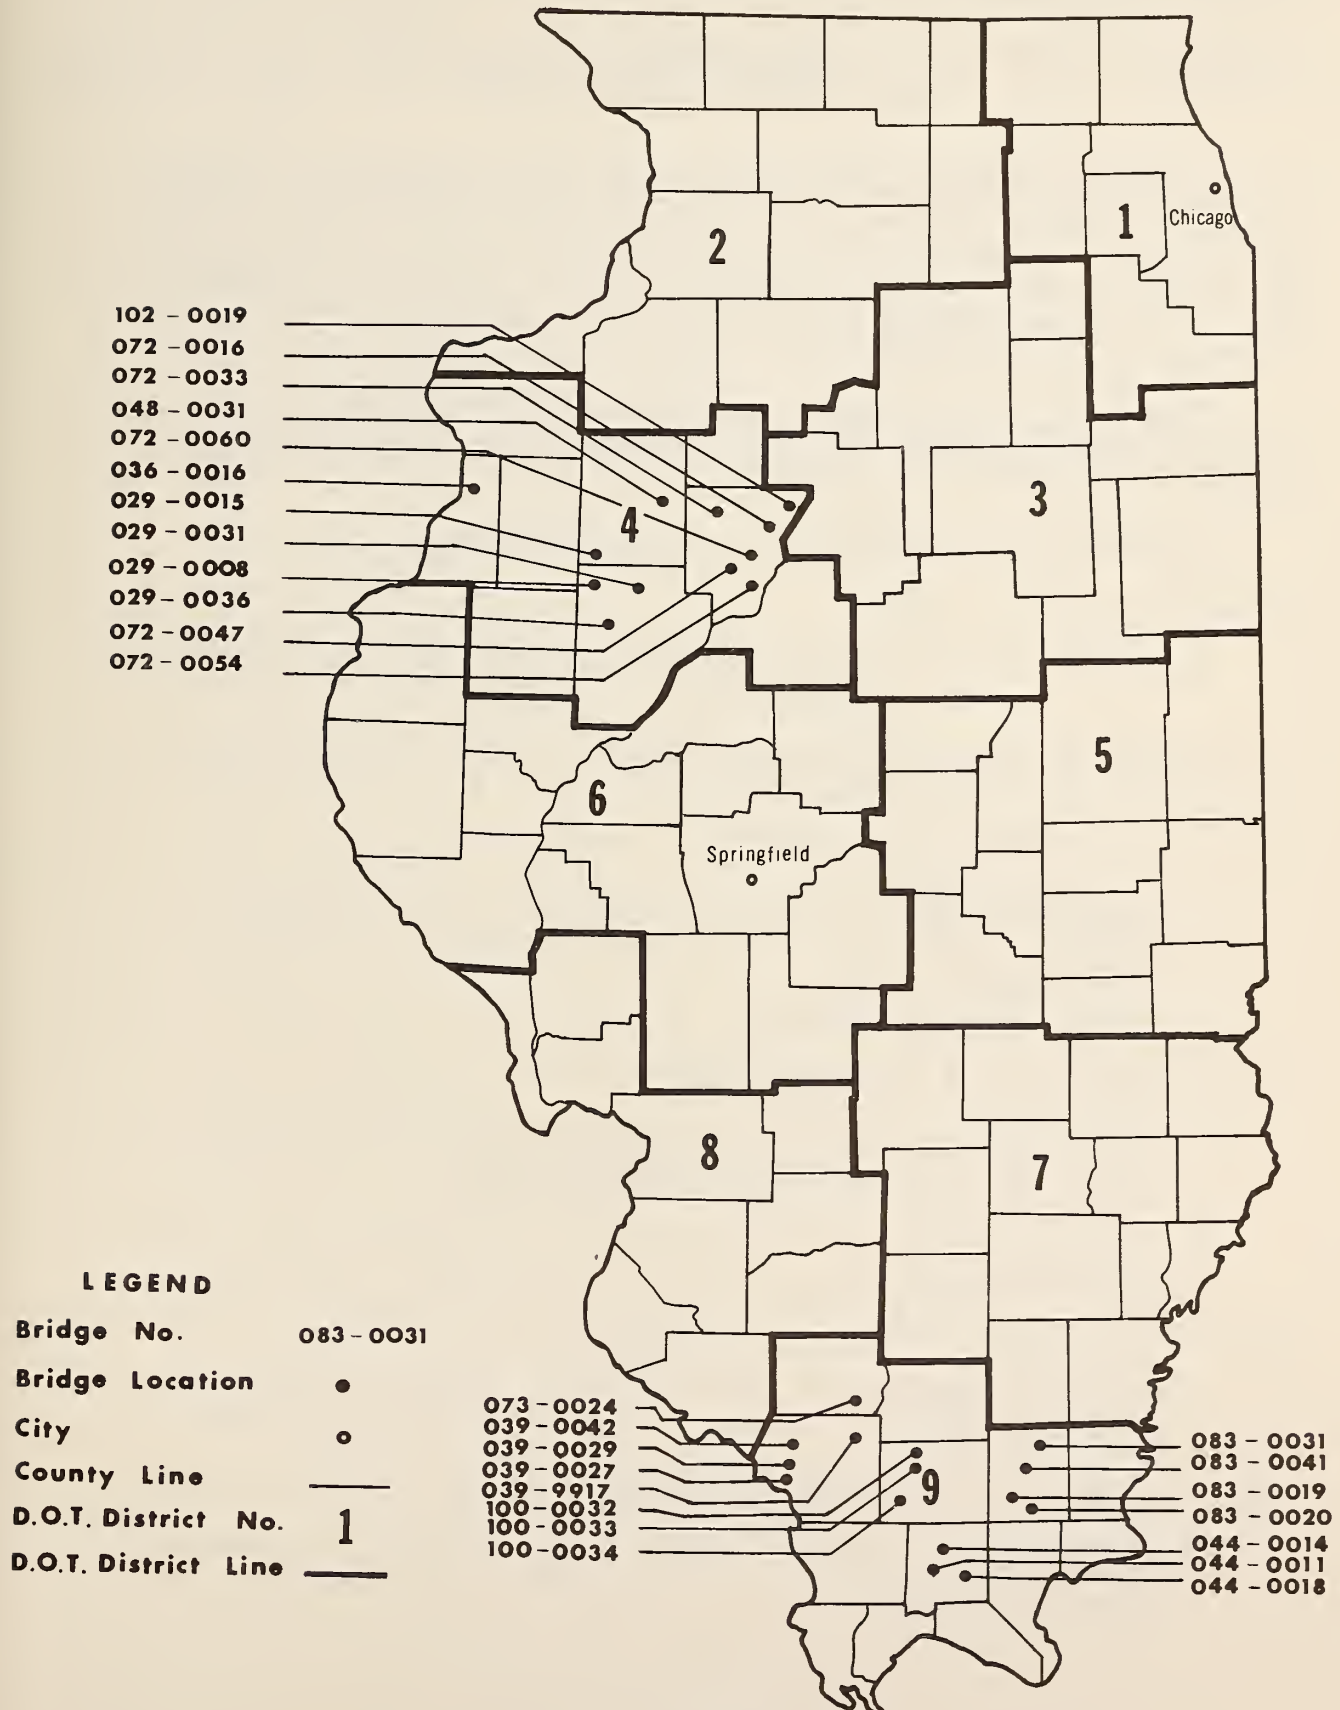 Chicago
1
2
102 - 0019
072 - 0016
072 - 0033
048 - 0031
072 - 0060
036 - 0016
029 - 0015
029 - 0031
029 - 0008
029 - 0036
072 - 0047
072 - 0054
3
4
5
6
Springfield
8
7
LEGEND
Bridge No. 083-0031
Bridge Location
City
County Line
D.O.T. District No. 1
D.O.T. District Line
073-0024
039-0042
039-0029
039-0027
039-9917
100-0032
100-0033
100-0034
9
083 - 0031
083 - 0041
083 - 0019
083 - 0020
044 - 0014
044 - 0011
044 - 0018